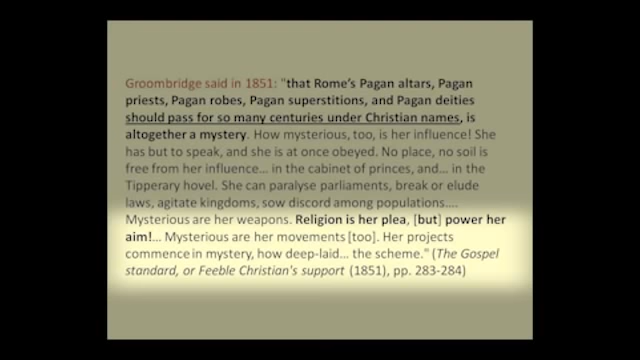 Groombridge said in 1851: "that Rome's Pagan altars, Pagan
priests, Pagan robes, Pagan superstitions, and Pagan deities
should pass for so many centuries under Christian names, is
altogether a mystery. How mysterious, too, is her influence! She
has but to speak, and she is at once obeyed. No place, no soil is
free from her influence... in the cabinet of princes, and... in the
Tipperary hovel. She can paralyse parliaments, break or elude
laws, agitate kingdoms, sow discord among populations....
Mysterious are her weapons. Religion is her plea, [but] power her
aim!... Mysterious are her movements [too]. Her projects
commence in mystery, how deep-laid... the scheme." (The Gospel
standard, or Feeble Christian's support (1851), pp. 283-284)